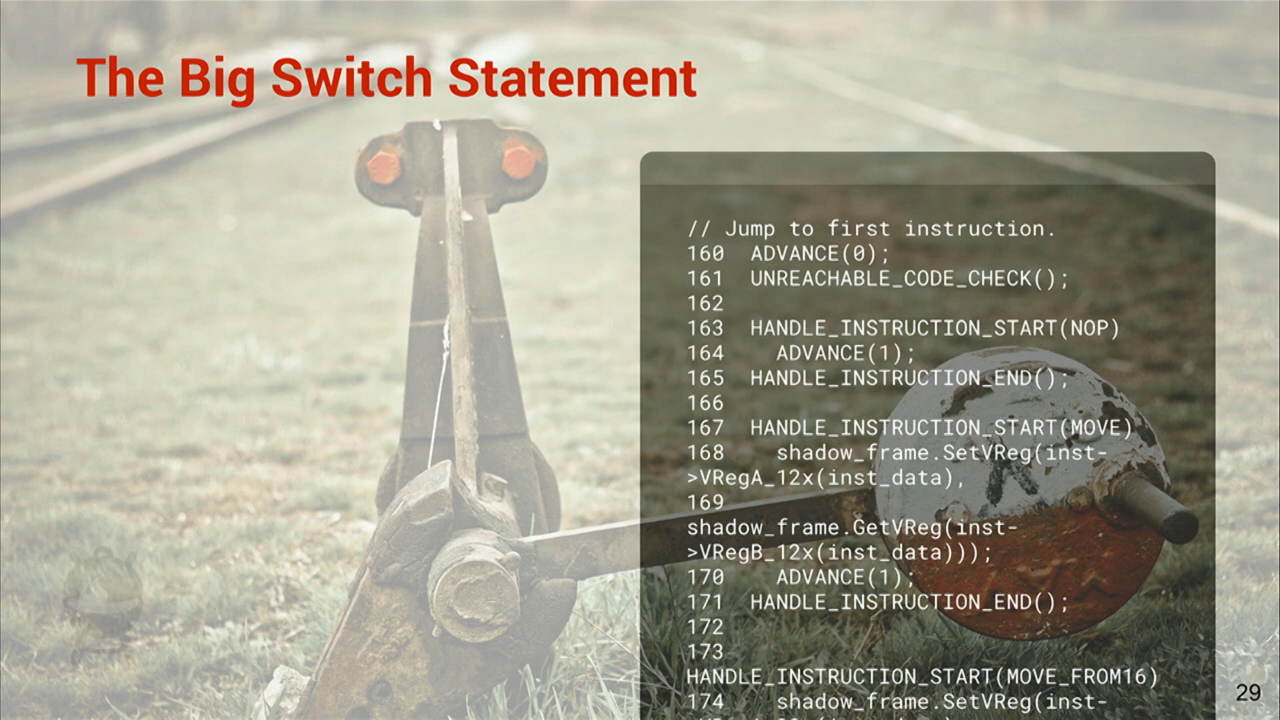 The Big Switch Statement
// Jump to first instruction.
160  ADVANCE(0);
161  UNREACHABLE_CODE_CHECK();
162
163  HANDLE_INSTRUCTION_START(NOP)
164    ADVANCE(1);
165  HANDLE_INSTRUCTION_END();
166
167  HANDLE_INSTRUCTION_START(MOVE)
168    shadow_frame.SetVReg(inst-
>VRegA_12x(inst_data),
169
shadow_frame.GetVReg(inst-
>VRegB_12x(inst_data)));
170    ADVANCE(1);
171  HANDLE_INSTRUCTION_END();
172
173
HANDLE_INSTRUCTION_START(MOVE_FROM16)
174    shadow_frame.SetVReg(inst-
29